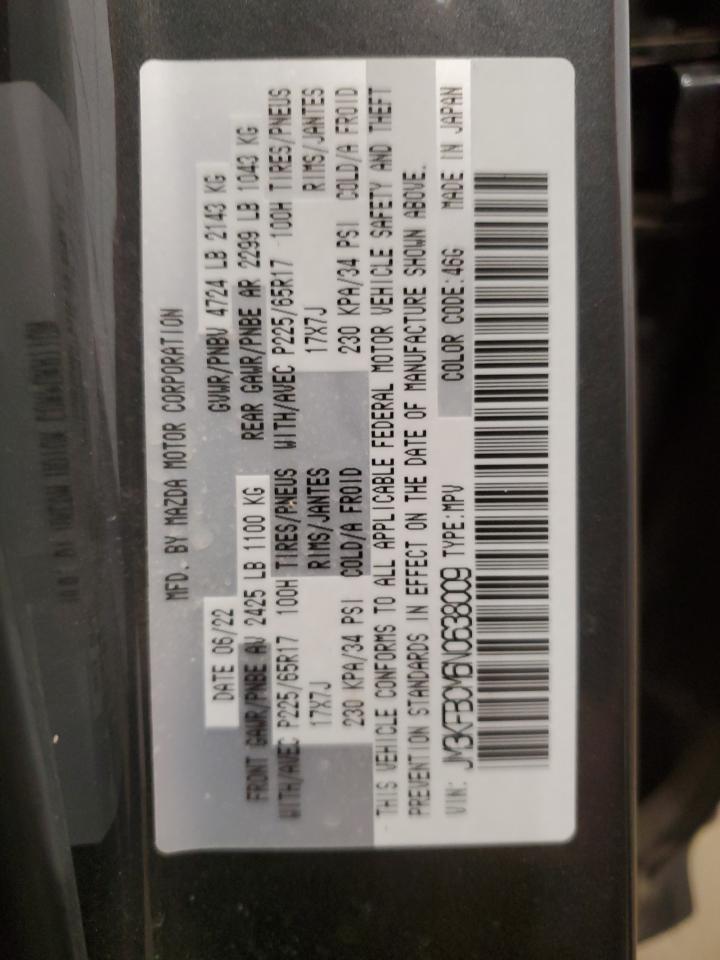 MFD. BY MAZDA MOTOR CORPORATION
DATE 06/22 GVWR/PNBV 4724 LB 2143 KG
FRONT GAWR/PNBE AV 2425 LB 1100 KG REAR GAWR/PNBE AR 2299 LB 1043 KG
WITH/AVEC P225/65R17 100H TIRES/PNEUS WITH/AVEC P225/65R17 100H TIRES/PNEUS
17X7J RIMS/JANTES 17X7J RIMS/JANTES
230 KPA/34 PSI COLD/A FROID 230 KPA/34 PSI COLD/A FROID
THIS VEHICLE CONFORMS TO ALL APPLICABLE FEDERAL MOTOR VEHICLE SAFETY AND THEFT
PREVENTION STANDARDS IN EFFECT ON THE DATE OF MANUFACTURE SHOWN ABOVE.
VIN: JM3KFBCM6N0638009 TYPE:MPV COLOR CODE:46G MADE IN JAPAN